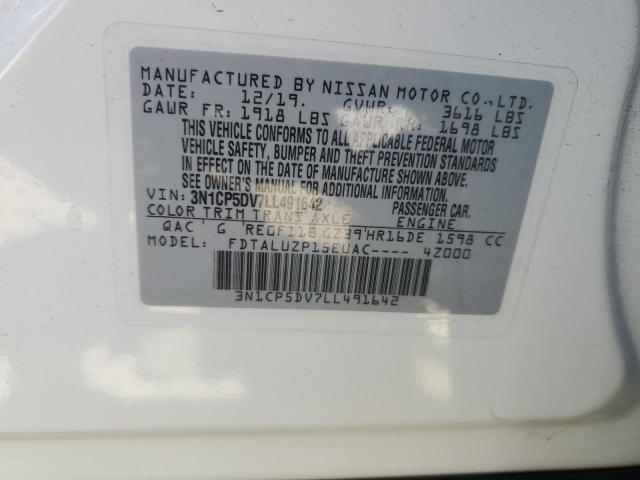 MANUFACTURED BY NISSAN MOTOR CO., LTD.
DATE: 12/19. GVWR: 3616 LBS
GAWR FR: 1918 LBS GAWR RR: 1698 LBS
THIS VEHICLE CONFORMS TO ALL APPLICABLE FEDERAL MOTOR
VEHICLE SAFETY, BUMPER AND THEFT PREVENTION STANDARDS
IN EFFECT ON THE DATE OF MANUFACTURE SHOWN ABOVE.
SEE OWNER'S MANUAL FOR ADDITIONAL INFORMATION.
VIN: 3N1CP5DV7LL491642 PASSENGER CAR.
COLOR TRIM TRANS AXLE ENGINE
QAC G RE0F11B GZ39 HR16DE 1598 CC
MODEL: FDTALUZP15EUAC---- 4Z000
3N1CP5DV7LL491642